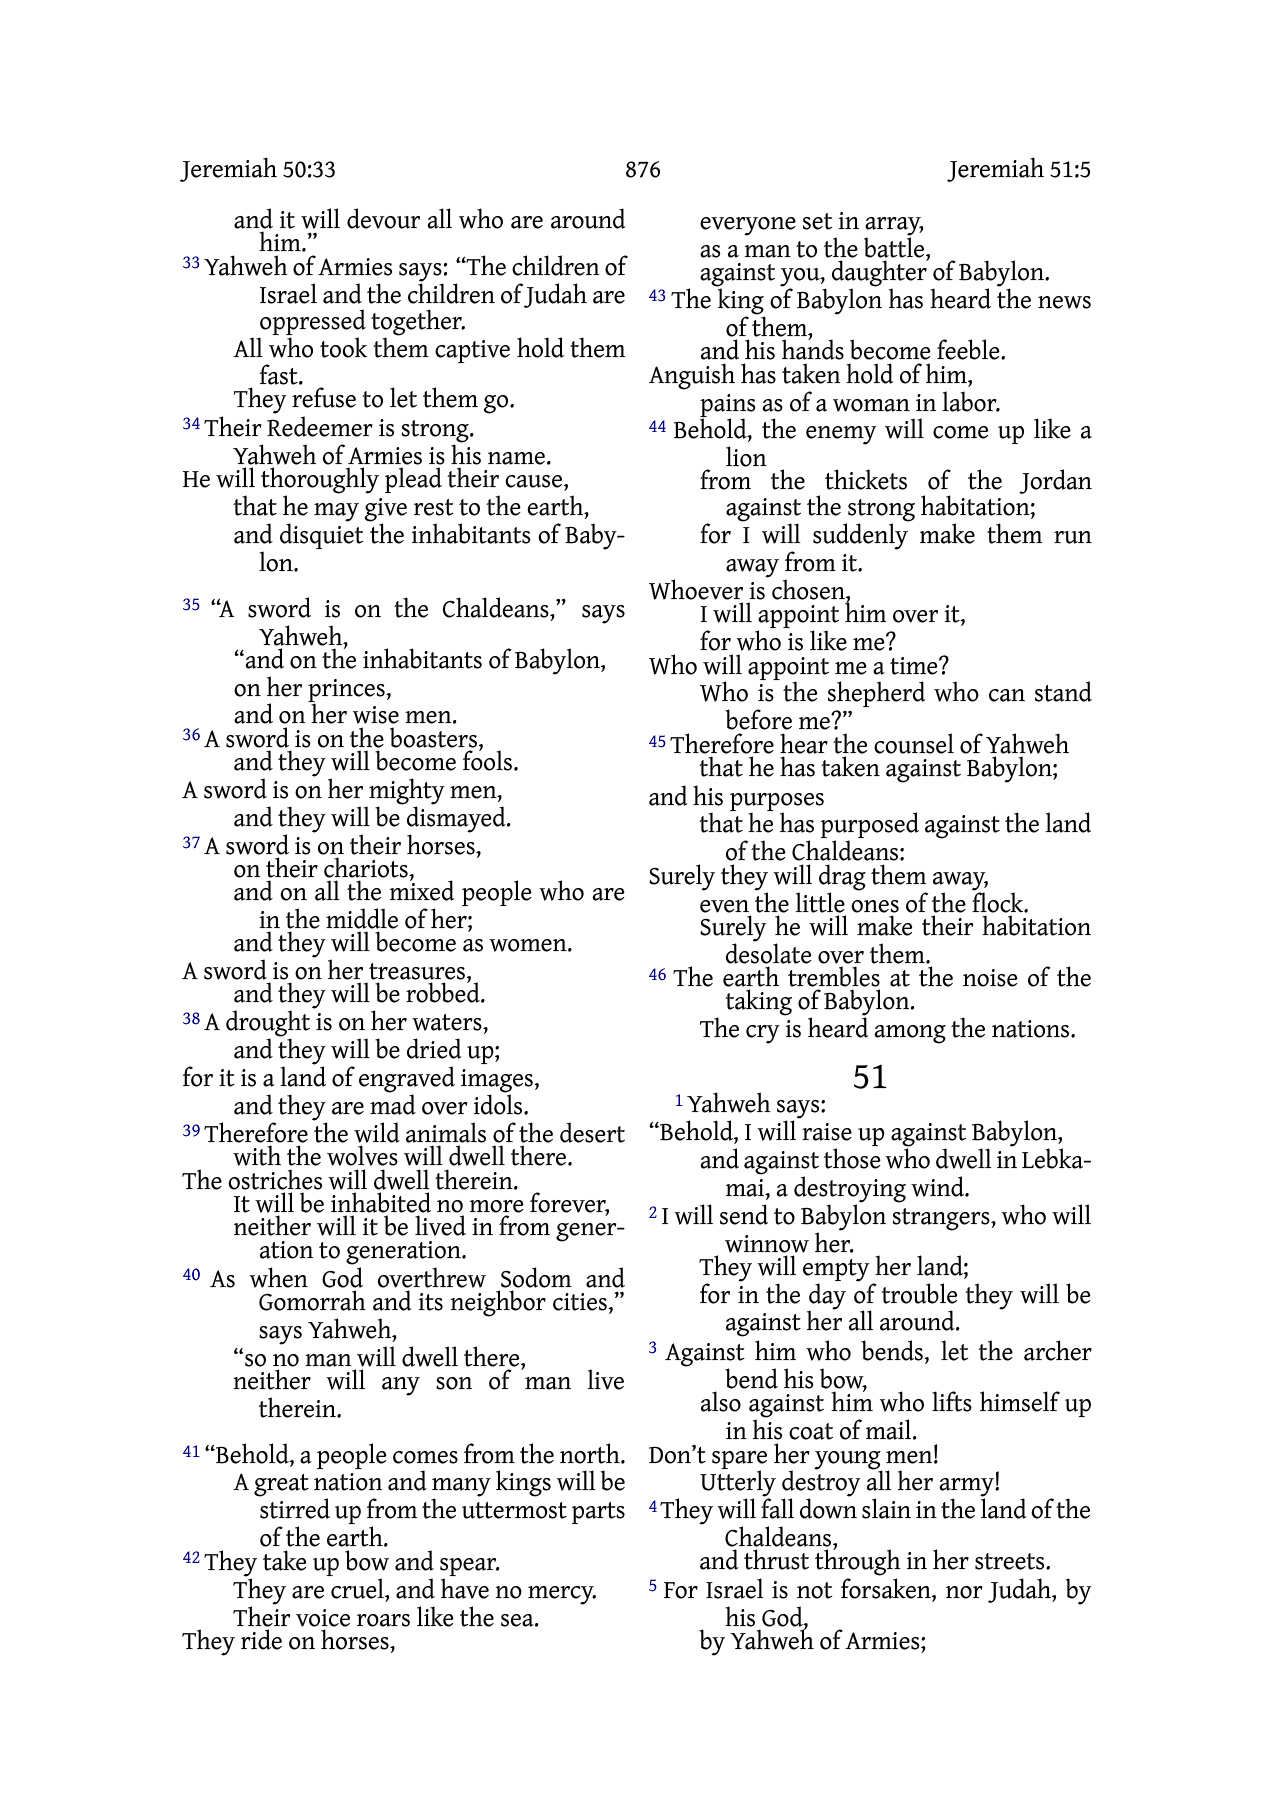 Jeremiah 50:33 876 Jeremiah 51:5
and it will devour all who are around
him.”
33 Yahweh of Armies says: “The children of
Israel and the children of Judah are
oppressed together.
All who took them captive hold them
fast.
They refuse to let them go.
34 Their Redeemer is strong.
Yahweh of Armies is his name.
He will thoroughly plead their cause,
that he may give rest to the earth,
and disquiet the inhabitants of Baby-
lon.
35 “A sword is on the Chaldeans,” says
Yahweh,
“and on the inhabitants of Babylon,
on her princes,
and on her wise men.
36 A sword is on the boasters,
and they will become fools.
A sword is on her mighty men,
and they will be dismayed.
37 A sword is on their horses,
on their chariots,
and on all the mixed people who are
in the middle of her;
and they will become as women.
A sword is on her treasures,
and they will be robbed.
38 A drought is on her waters,
and they will be dried up;
for it is a land of engraved images,
and they are mad over idols.
39 Therefore the wild animals of the desert
with the wolves will dwell there.
The ostriches will dwell therein.
It will be inhabited no more forever,
neither will it be lived in from gener-
ation to generation.
40 As when God overthrew Sodom and
Gomorrah and its neighbor cities,”
says Yahweh,
“so no man will dwell there,
neither will any son of man live
therein.
41 “Behold, a people comes from the north.
A great nation and many kings will be
stirred up from the uttermost parts
of the earth.
42 They take up bow and spear.
They are cruel, and have no mercy.
Their voice roars like the sea.
They ride on horses,
everyone set in array,
as a man to the battle,
against you, daughter of Babylon.
43 The king of Babylon has heard the news
of them,
and his hands become feeble.
Anguish has taken hold of him,
pains as of a woman in labor.
44 Behold, the enemy will come up like a
lion
from the thickets of the Jordan
against the strong habitation;
for I will suddenly make them run
away from it.
Whoever is chosen,
I will appoint him over it,
for who is like me?
Who will appoint me a time?
Who is the shepherd who can stand
before me?”
45 Therefore hear the counsel of Yahweh
that he has taken against Babylon;
and his purposes
that he has purposed against the land
of the Chaldeans:
Surely they will drag them away,
even the little ones of the flock.
Surely he will make their habitation
desolate over them.
46 The earth trembles at the noise of the
taking of Babylon.
The cry is heard among the nations.
51
1 Yahweh says:
“Behold, I will raise up against Babylon,
and against those who dwell in Lebka-
mai, a destroying wind.
2 I will send to Babylon strangers, who will
winnow her.
They will empty her land;
for in the day of trouble they will be
against her all around.
3 Against him who bends, let the archer
bend his bow,
also against him who lifts himself up
in his coat of mail.
Don’t spare her young men!
Utterly destroy all her army!
4 They will fall down slain in the land of the
Chaldeans,
and thrust through in her streets.
5 For Israel is not forsaken, nor Judah, by
his God,
by Yahweh of Armies;